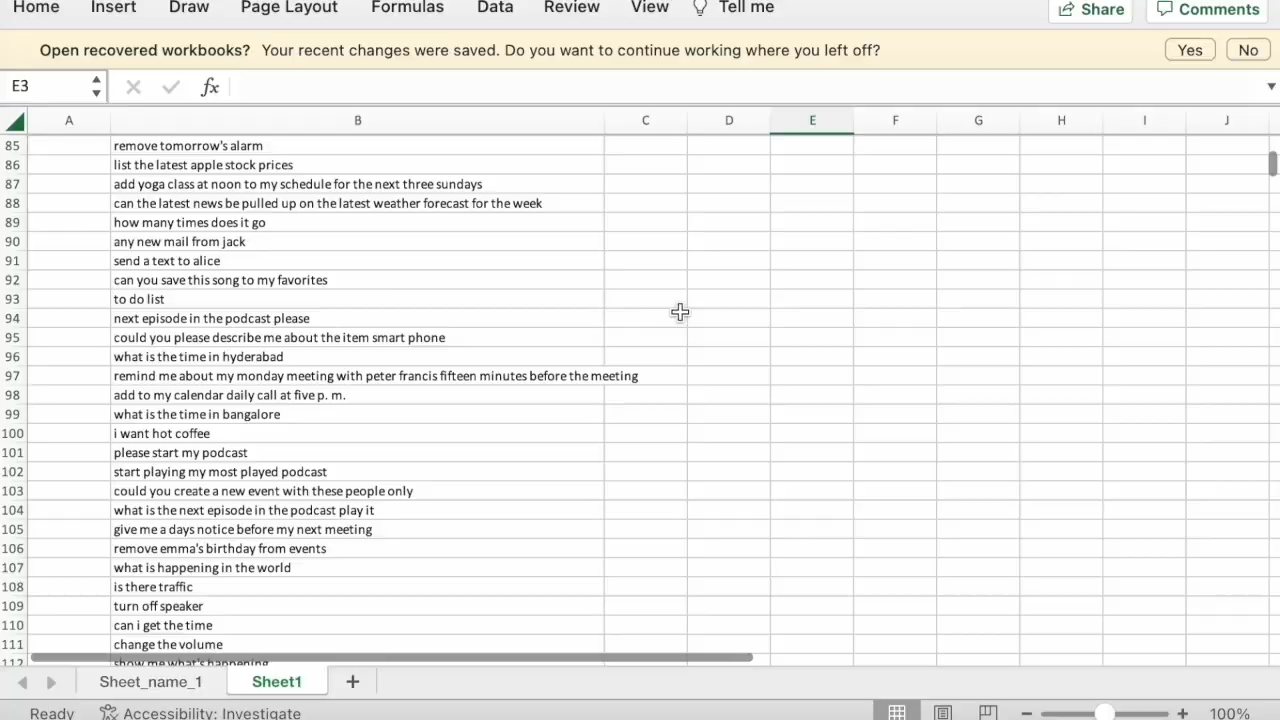 Home Insert Draw Page Layout Formulas Data Review View Tell me Share Comments
Open recovered workbooks? Your recent changes were saved. Do you want to continue working where you left off? Yes No
E3 fx
A B C D E F G H I J
85 remove tomorrow's alarm
86 list the latest apple stock prices
87 add yoga class at noon to my schedule for the next three sundays
88 can the latest news be pulled up on the latest weather forecast for the week
89 how many times does it go
90 any new mail from jack
91 send a text to alice
92 can you save this song to my favorites
93 to do list
94 next episode in the podcast please
95 could you please describe me about the item smart phone
96 what is the time in hyderabad
97 remind me about my monday meeting with peter francis fifteen minutes before the meeting
98 add to my calendar daily call at five p. m.
99 what is the time in bangalore
100 i want hot coffee
101 please start my podcast
102 start playing my most played podcast
103 could you create a new event with these people only
104 what is the next episode in the podcast play it
105 give me a days notice before my next meeting
106 remove emma's birthday from events
107 what is happening in the world
108 is there traffic
109 turn off speaker
110 can i get the time
111 change the volume
112 show me what's happening
Sheet_name_1 Sheet1 +
Ready Accessibility: Investigate 100%